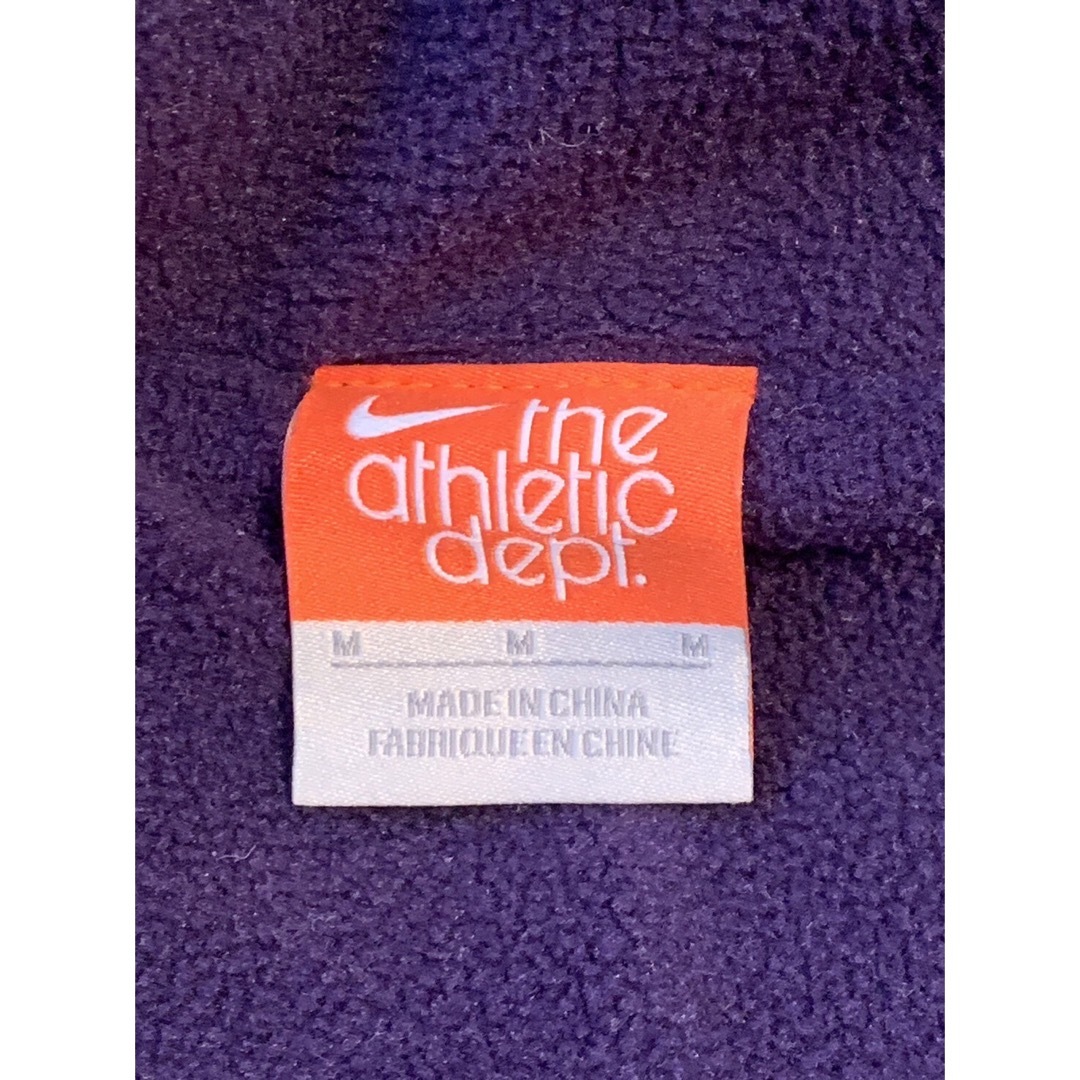 the
athletic
dept.
M M M
MADE IN CHINA
FABRIQUE EN CHINE